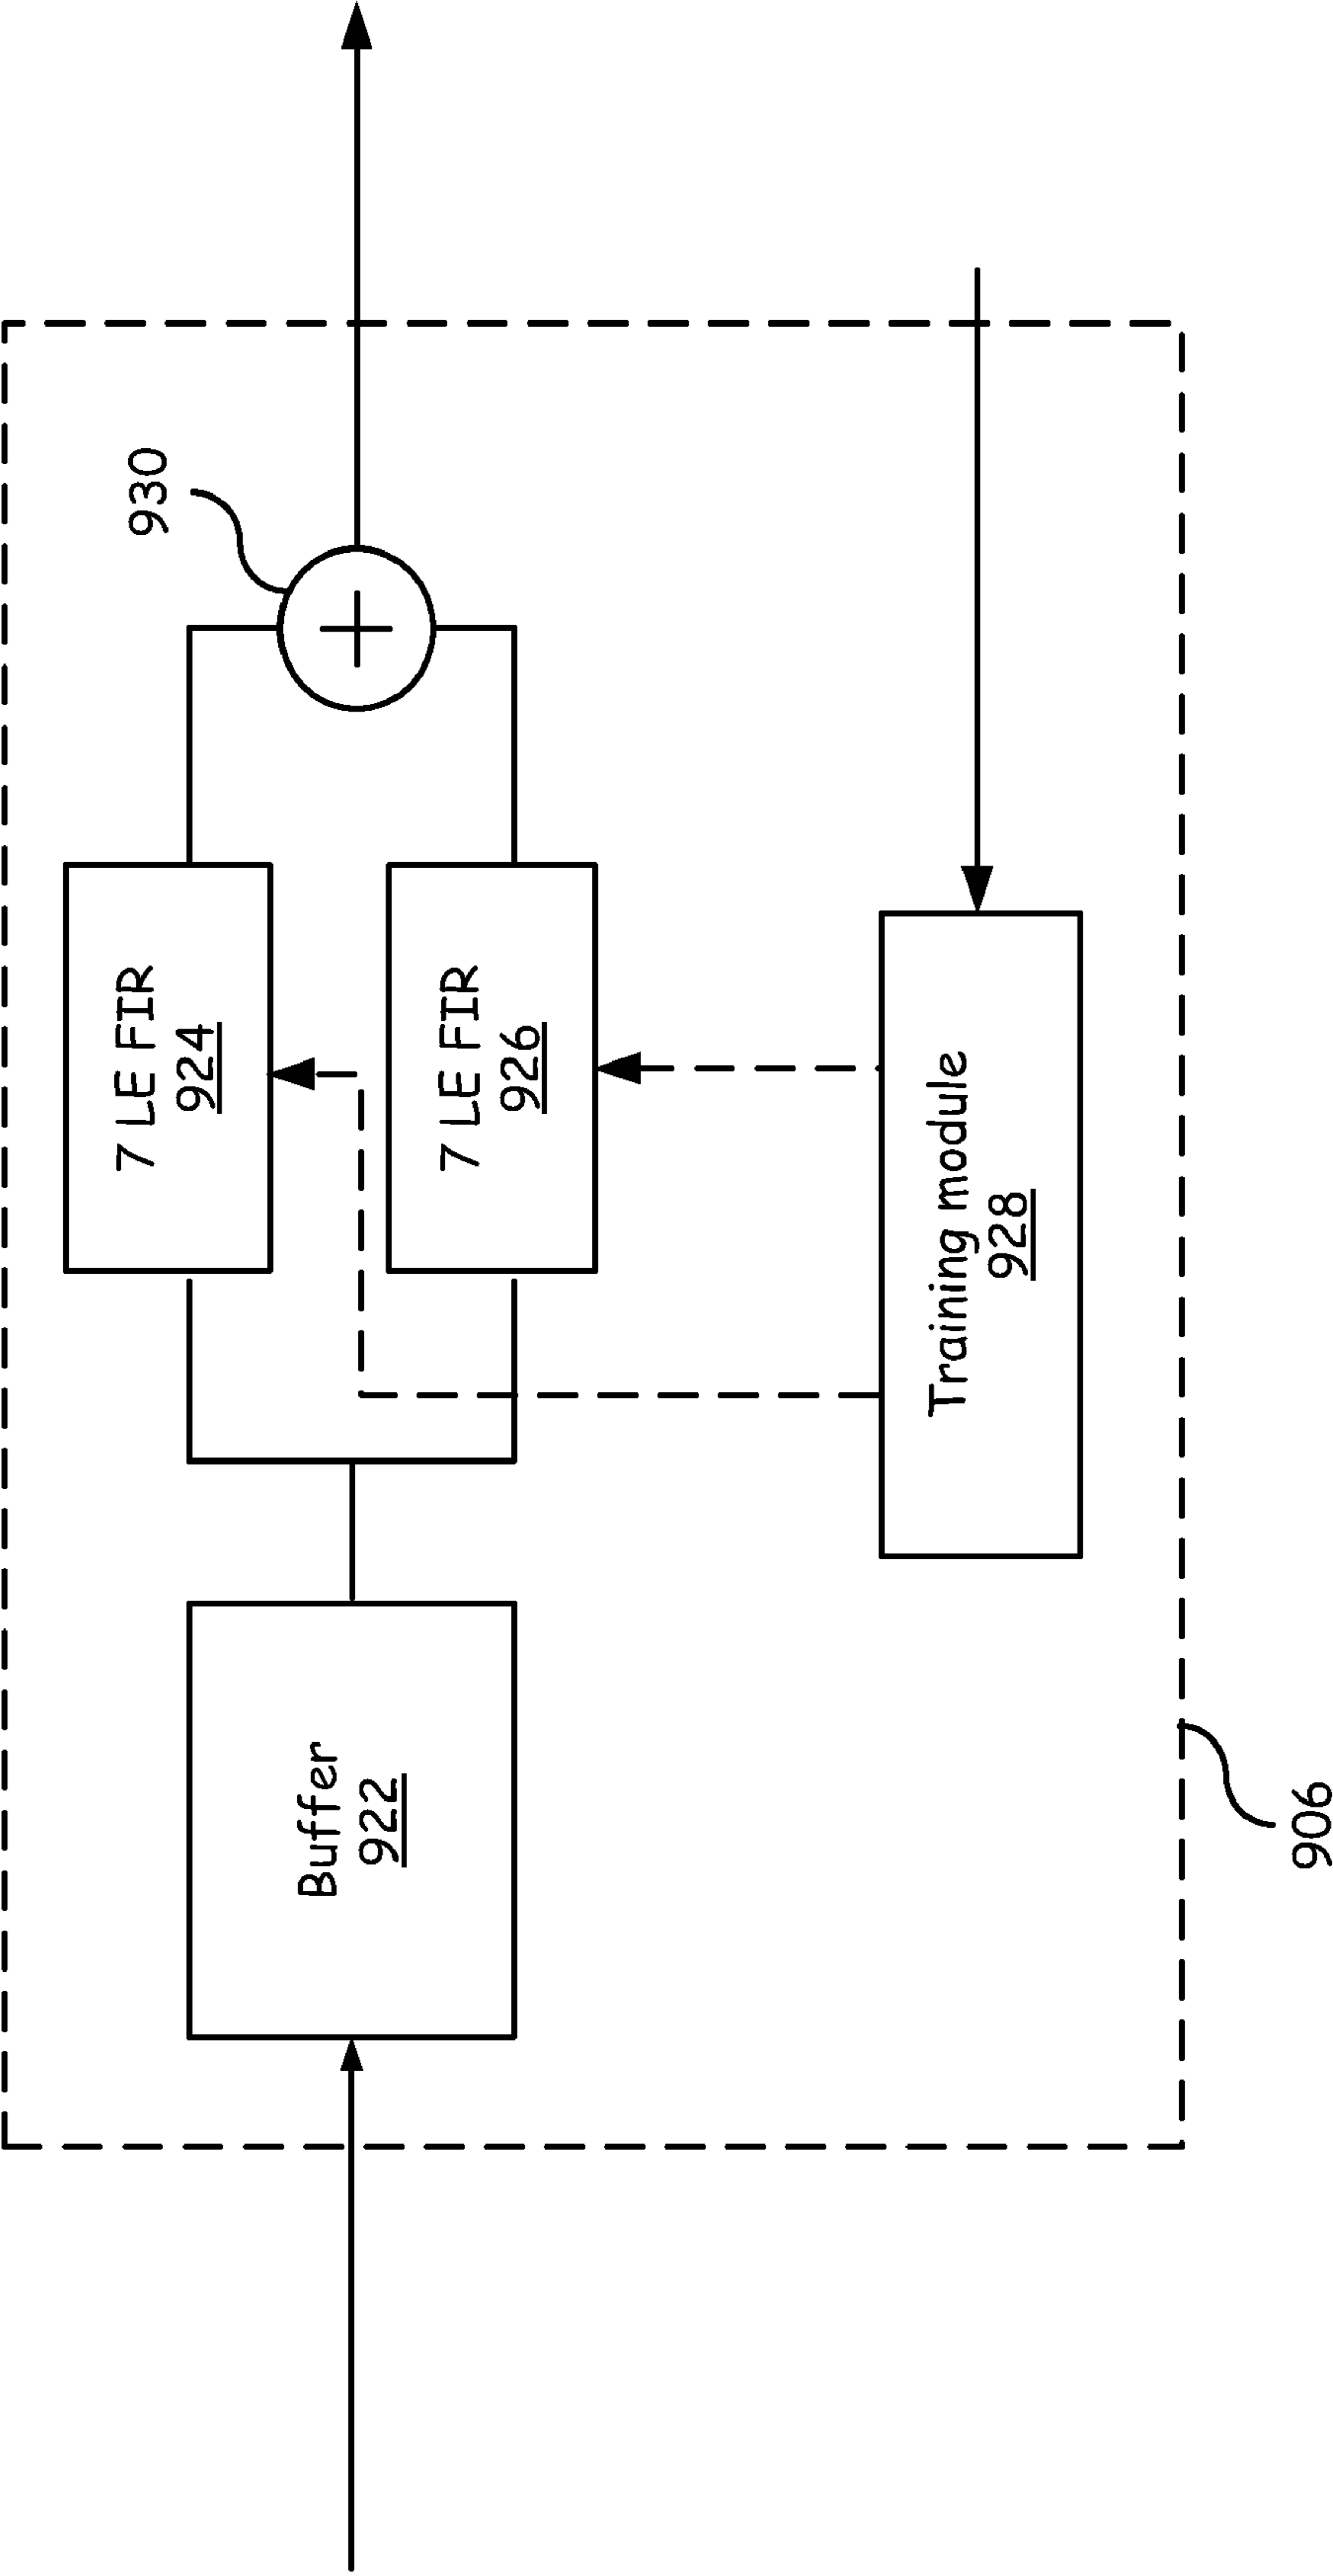 930
7 LE FIR
924
7 LE FIR
926
Buffer
922
Training module
928
906